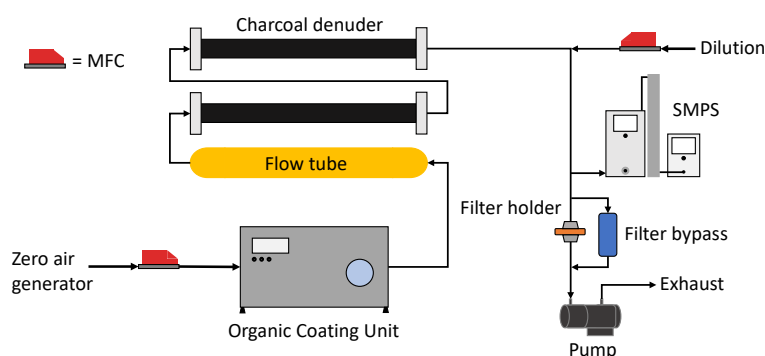 Charcoal denuder
= MFC
Dilution
SMPS
Flow tube
Filter holder
Filter bypass
Zero air
generator
Organic Coating Unit
Exhaust
Pump